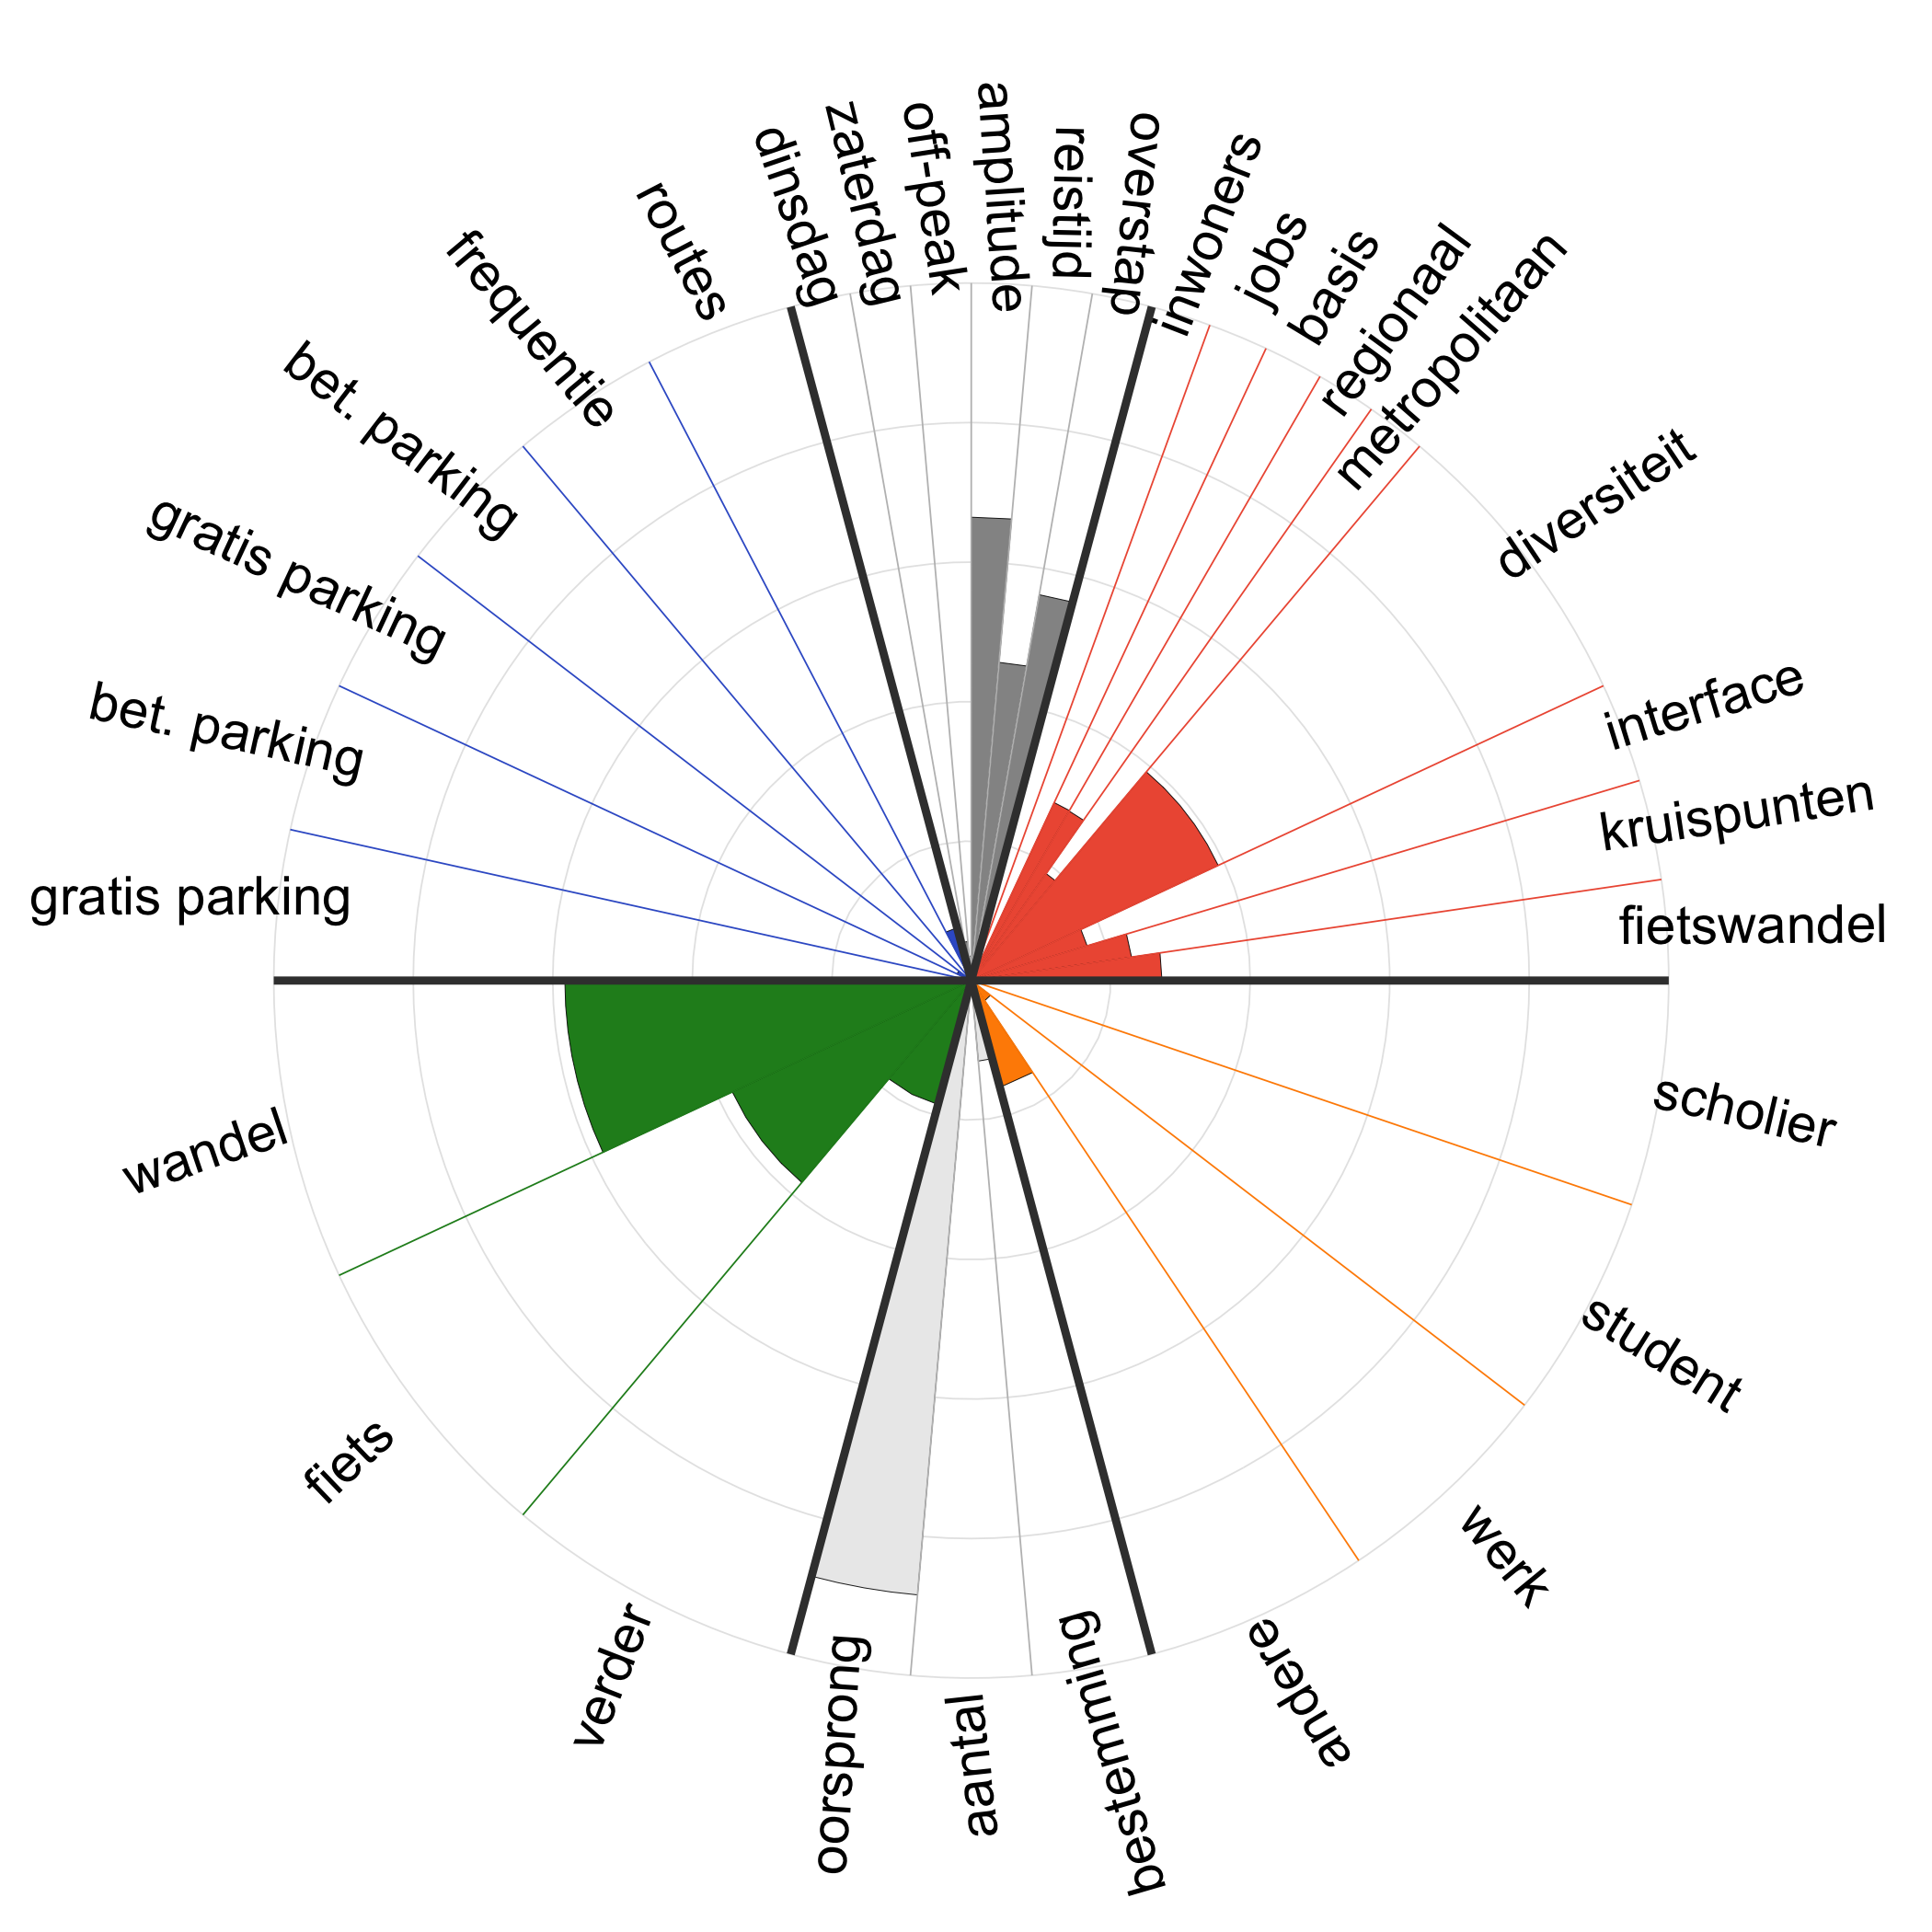 dinsdag
zaterdag
off-peak
amplitude
reistijd
overstap
inwoners
jobs
basis
regionaal
metropolitaan
diversiteit
interface
kruispunten
fietswandel
scholier
student
werk
andere
bestemming
aantal
oorsprong
verder
fiets
wandel
gratis parking
bet. parking
gratis parking
bet. parking
frequentie
routes